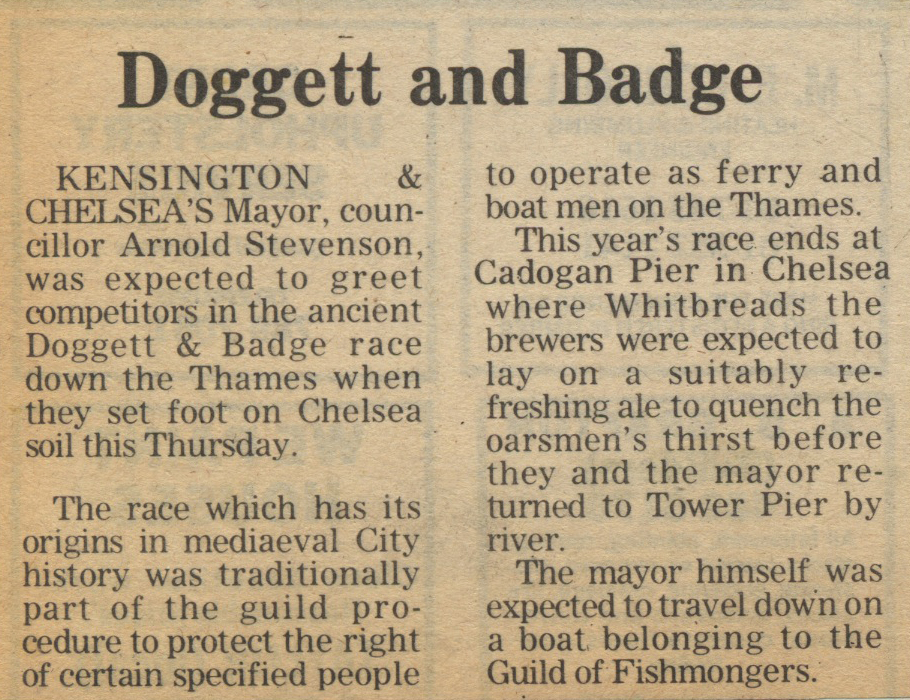 Doggett and Badge
KENSINGTON &
CHELSEA'S Mayor, coun-
cillor Arnold Stevenson,
was expected to greet
competitors in the ancient
Doggett & Badge race
down the Thames when
they set foot on Chelsea
soil this Thursday.
The race which has its
origins in mediaeval City
history was traditionally
part of the guild pro-
cedure to protect the right
of certain specified people
to operate as ferry and
boat men on the Thames.
This year's race ends at
Cadogan Pier in Chelsea
where Whitbreads the
brewers were expected to
lay on a suitably re-
freshing ale to quench the
oarsmen's thirst before
they and the mayor re-
turned to Tower Pier by
river.
The mayor himself was
expected to travel down on
a boat belonging to the
Guild of Fishmongers.